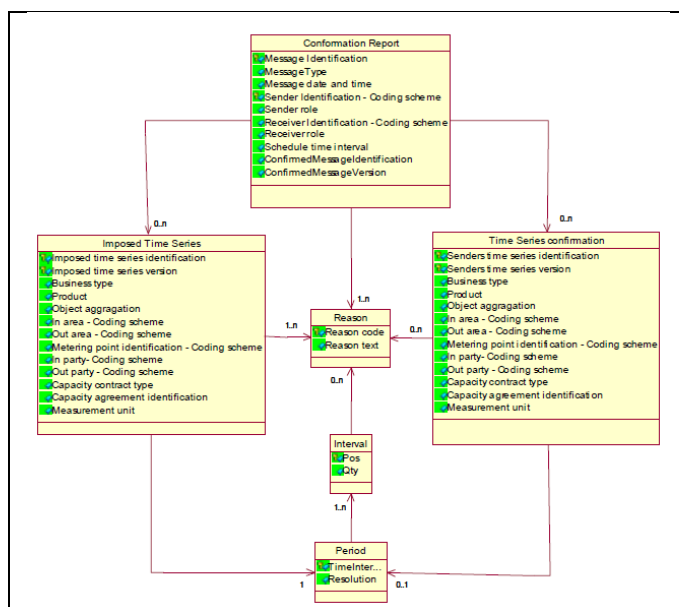 Conformation Report
Message Identification
MessageType
Message date and time
Sender Identification - Coding scheme
Sender role
Receiver Identification - Coding scheme
Receiver role
Schedule time interval
ConfirmedMessageIdentification
ConfirmedMessageVersion
0..n
0..n
Imposed Time Series
Imposed time series identification
Imposed time series version
Business type
Product
Object aggragation
In area - Coding scheme
Out area - Coding scheme
Metering point identification - Coding scheme
In party- Coding scheme
Out party - Coding scheme
Capacity contract type
Capacity agreement identification
Measurement unit
Time Series confirmation
Senders time series identification
Senders time series version
Business type
Product
Object aggragation
In area - Coding scheme
Out area - Coding scheme
Metering point identification - Coding scheme
In party- Coding scheme
Out party - Coding scheme
Capacity contract type
Capacity agreement identification
Measurement unit
1..n
Reason
Reason code
Reason text
1..n
0..n
0..n
Interval
Pos
Qty
1..n
Period
TimeInter...
Resolution
1
0..1